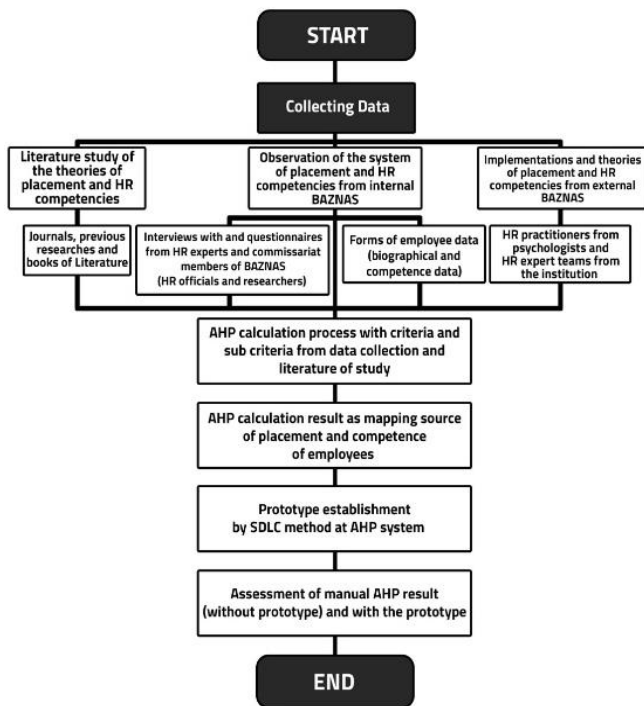 START
Collecting Data
Literature study of
the theories of
placement and HR
competencies
Observation of the system
of placement and HR
competencies from internal
BAZNAS
Implementations and theories
of placement and HR
competencies from external
BAZNAS
Journals, previous
researches and
books of Literature
Interviews with and questionnaires
from HR experts and commissariat
members of BAZNAS
(HR officials and researchers)
Forms of employee data
(biographical and
competence data)
HR practitioners from
psychologists and
HR expert teams from
the institution
AHP calculation process with criteria and
sub criteria from data collection and
literature of study
AHP calculation result as mapping source
of placement and competence
of employees
Prototype establishment
by SDLC method at AHP system
Assessment of manual AHP result
(without prototype) and with the prototype
END